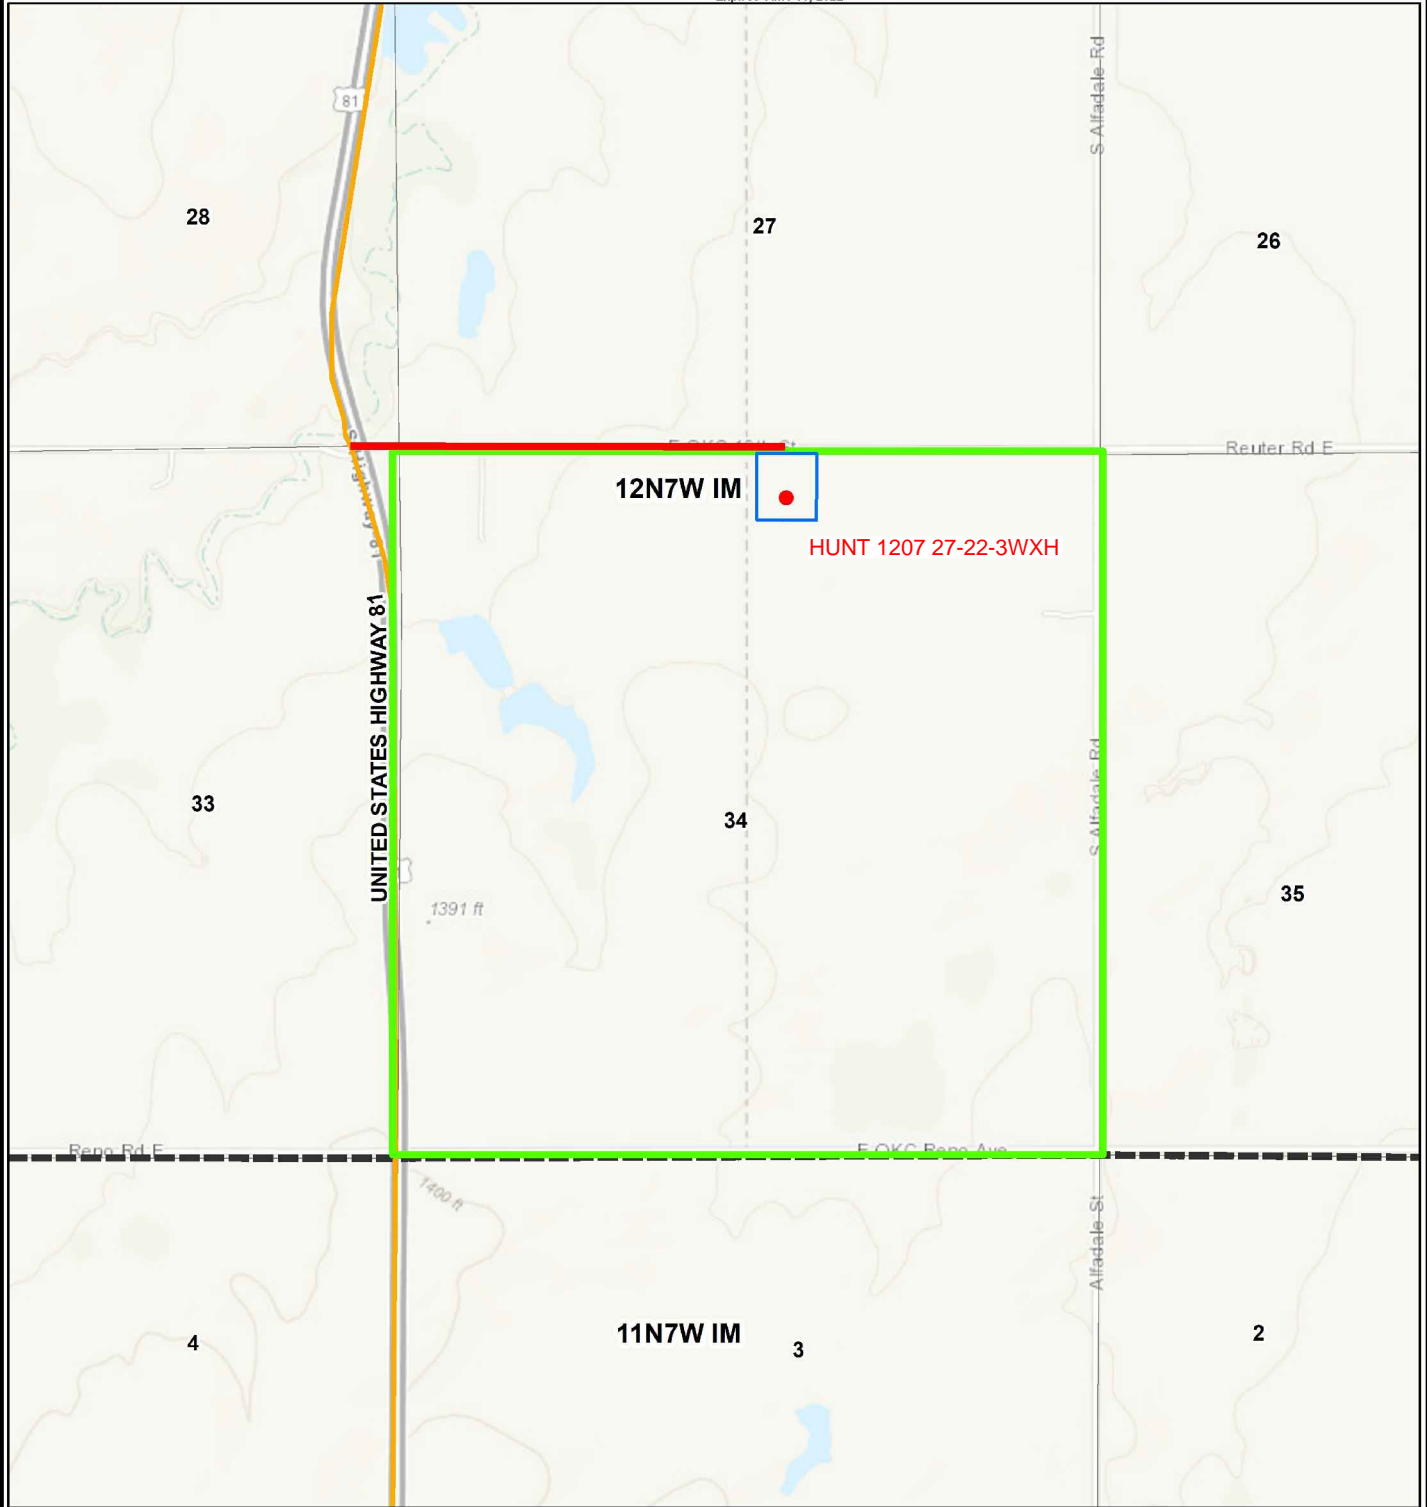 81
S Alfadale Rd
28
27
26
Reuter Rd E
12N7W IM
HUNT 1207 27-22-3WXH
UNITED STATES HIGHWAY 81
S Alfadale Rd
33
34
35
1391 ft
Reno Rd E
E OKC Reno Ave
1400 ft
Alfadale St
4
11N7W IM
3
2